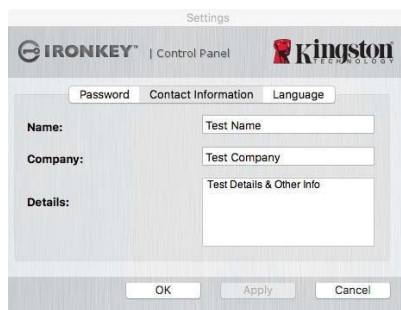 Settings
IRONKEY™ | Control Panel Kingston
TECHNOLOGY
Password Contact Information Language
Name: Test Name
Company: Test Company
Details: Test Details & Other Info
OK Apply Cancel